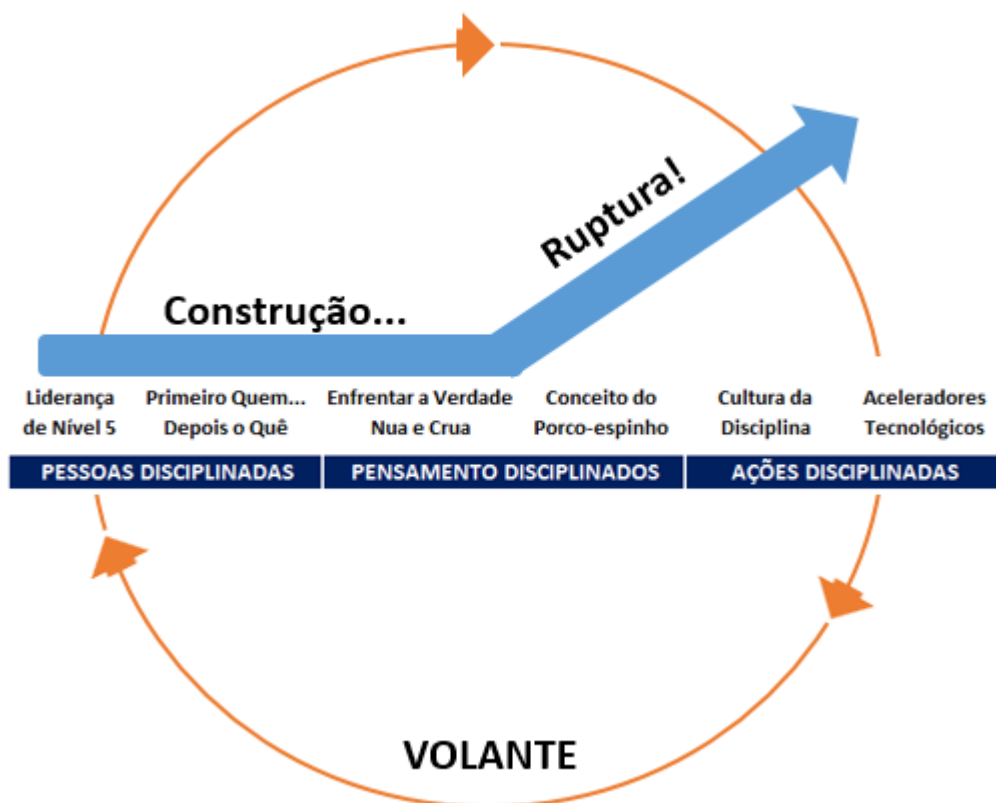 Ruptura!
Construção...
Liderança
de Nível 5
Primeiro Quem...
Depois o Quê
Enfrentar a Verdade
Nua e Crua
Conceito do
Porco-espinho
Cultura da
Disciplina
Aceleradores
Tecnológicos
PESSOAS DISCIPLINADAS
PENSAMENTO DISCIPLINADOS
AÇÕES DISCIPLINADAS
VOLANTE